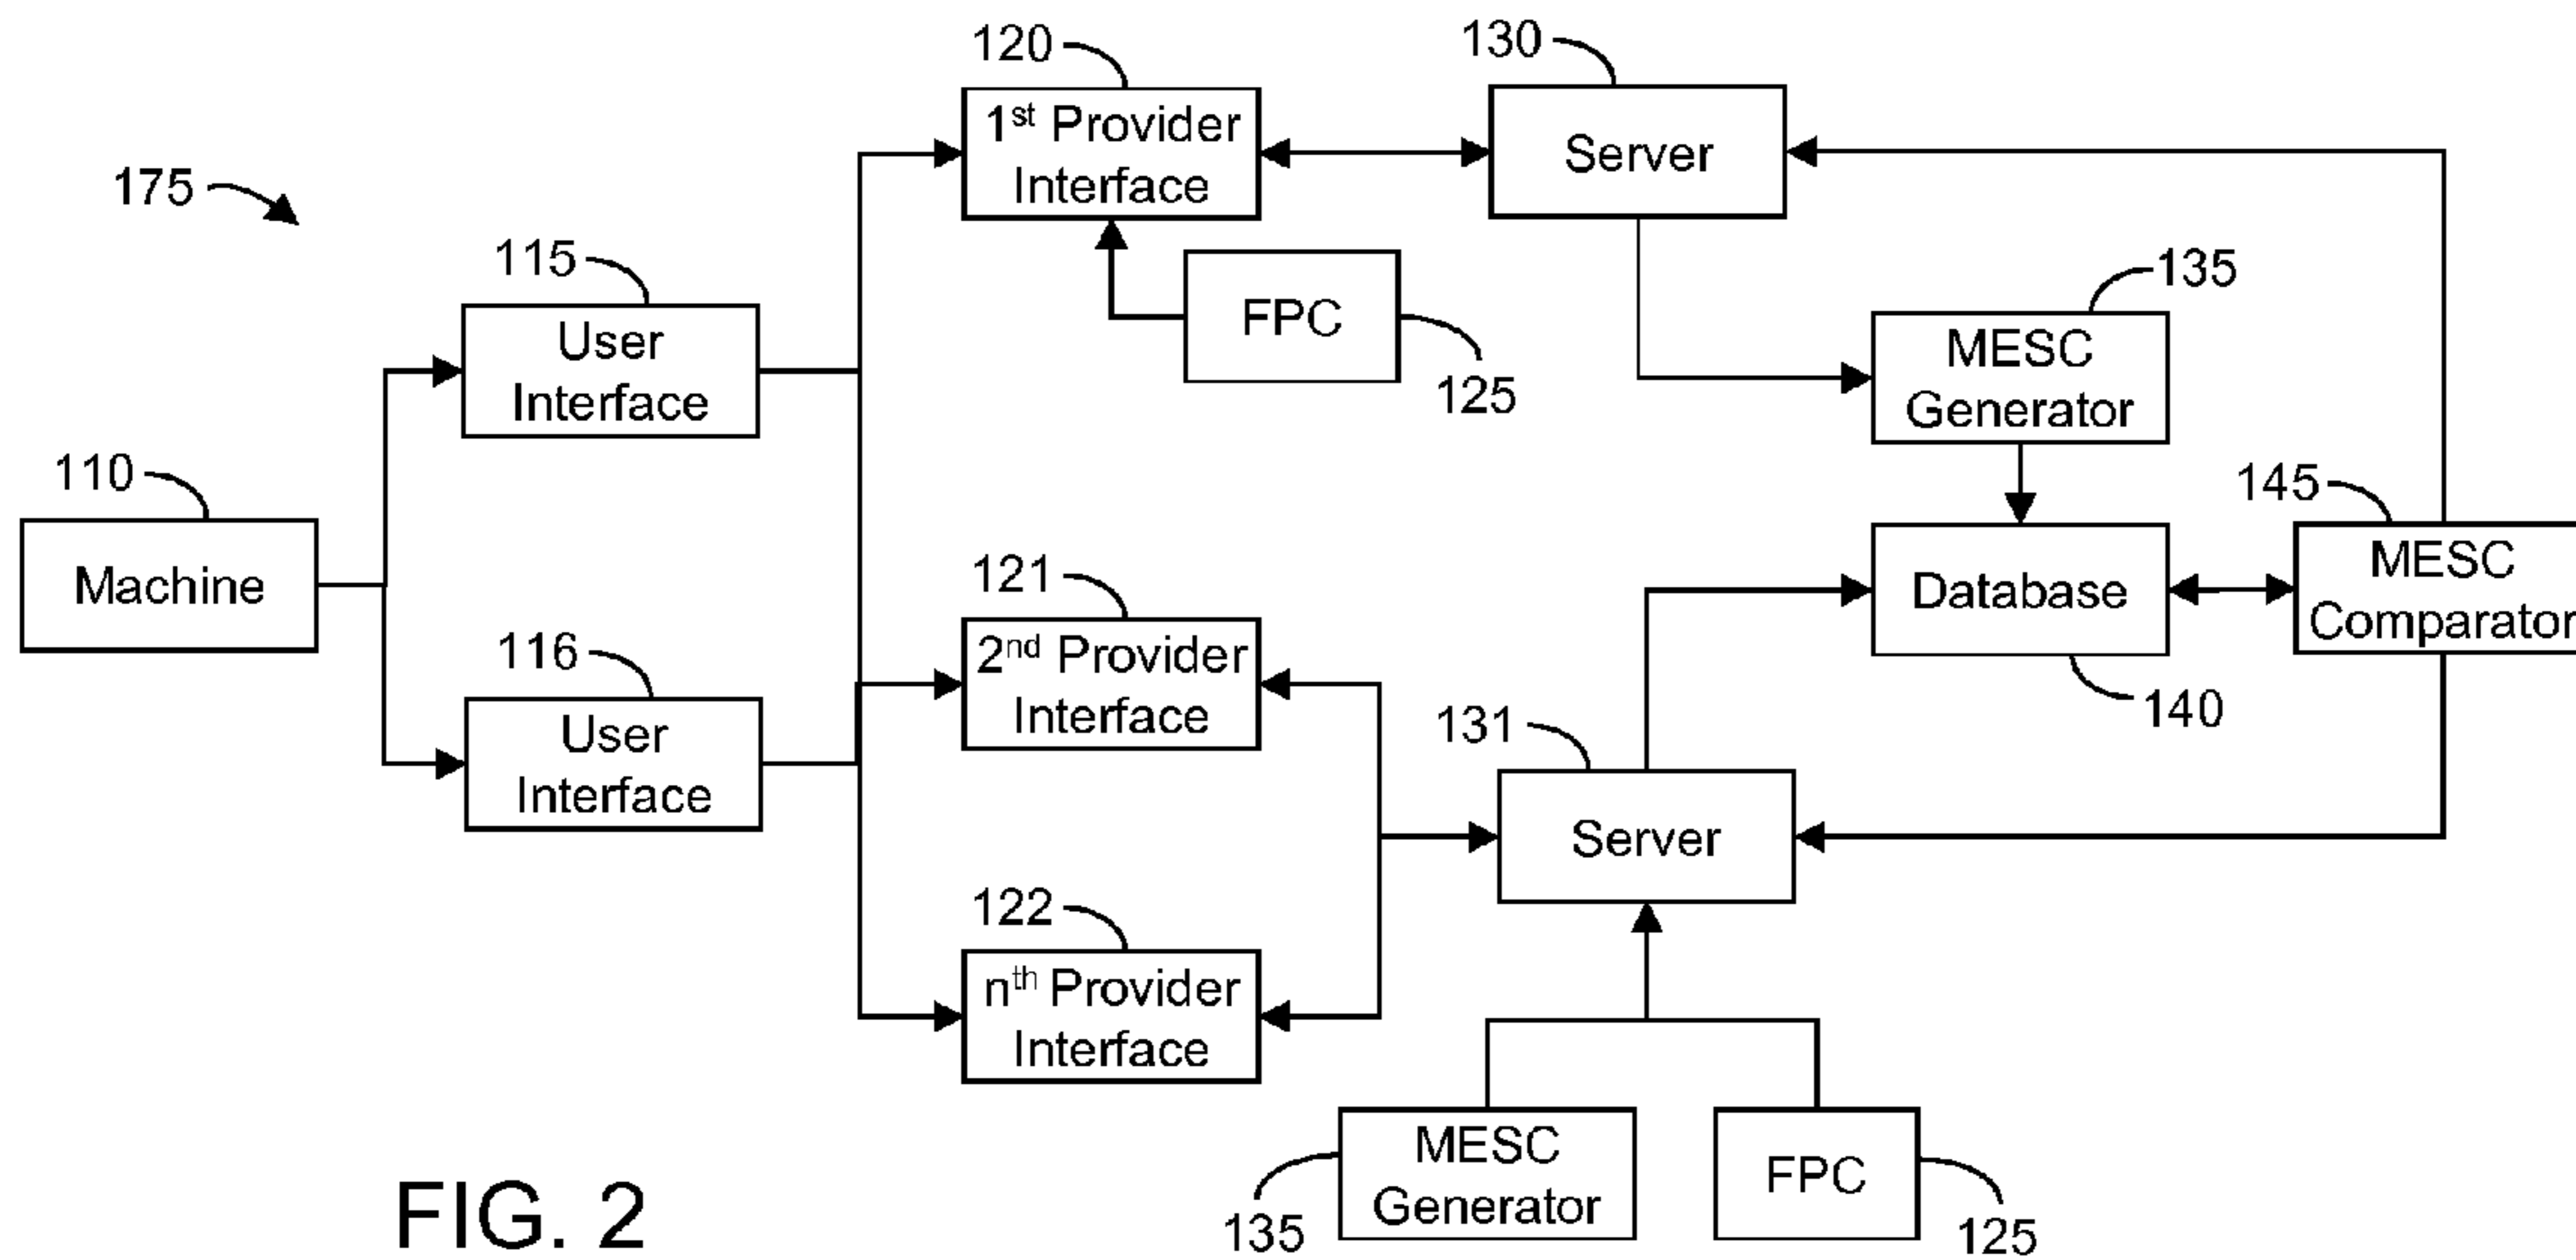 120
130
1st Provider
Interface
Server
175
115
135
FPC
User
Interface
MESC
Generator
125
110
145
Machine
121
Database
MESC
Comparator
116
2nd Provider
Interface
140
User
Interface
131
Server
122
nth Provider
Interface
MESC
Generator
FPC
FIG. 2
135
125